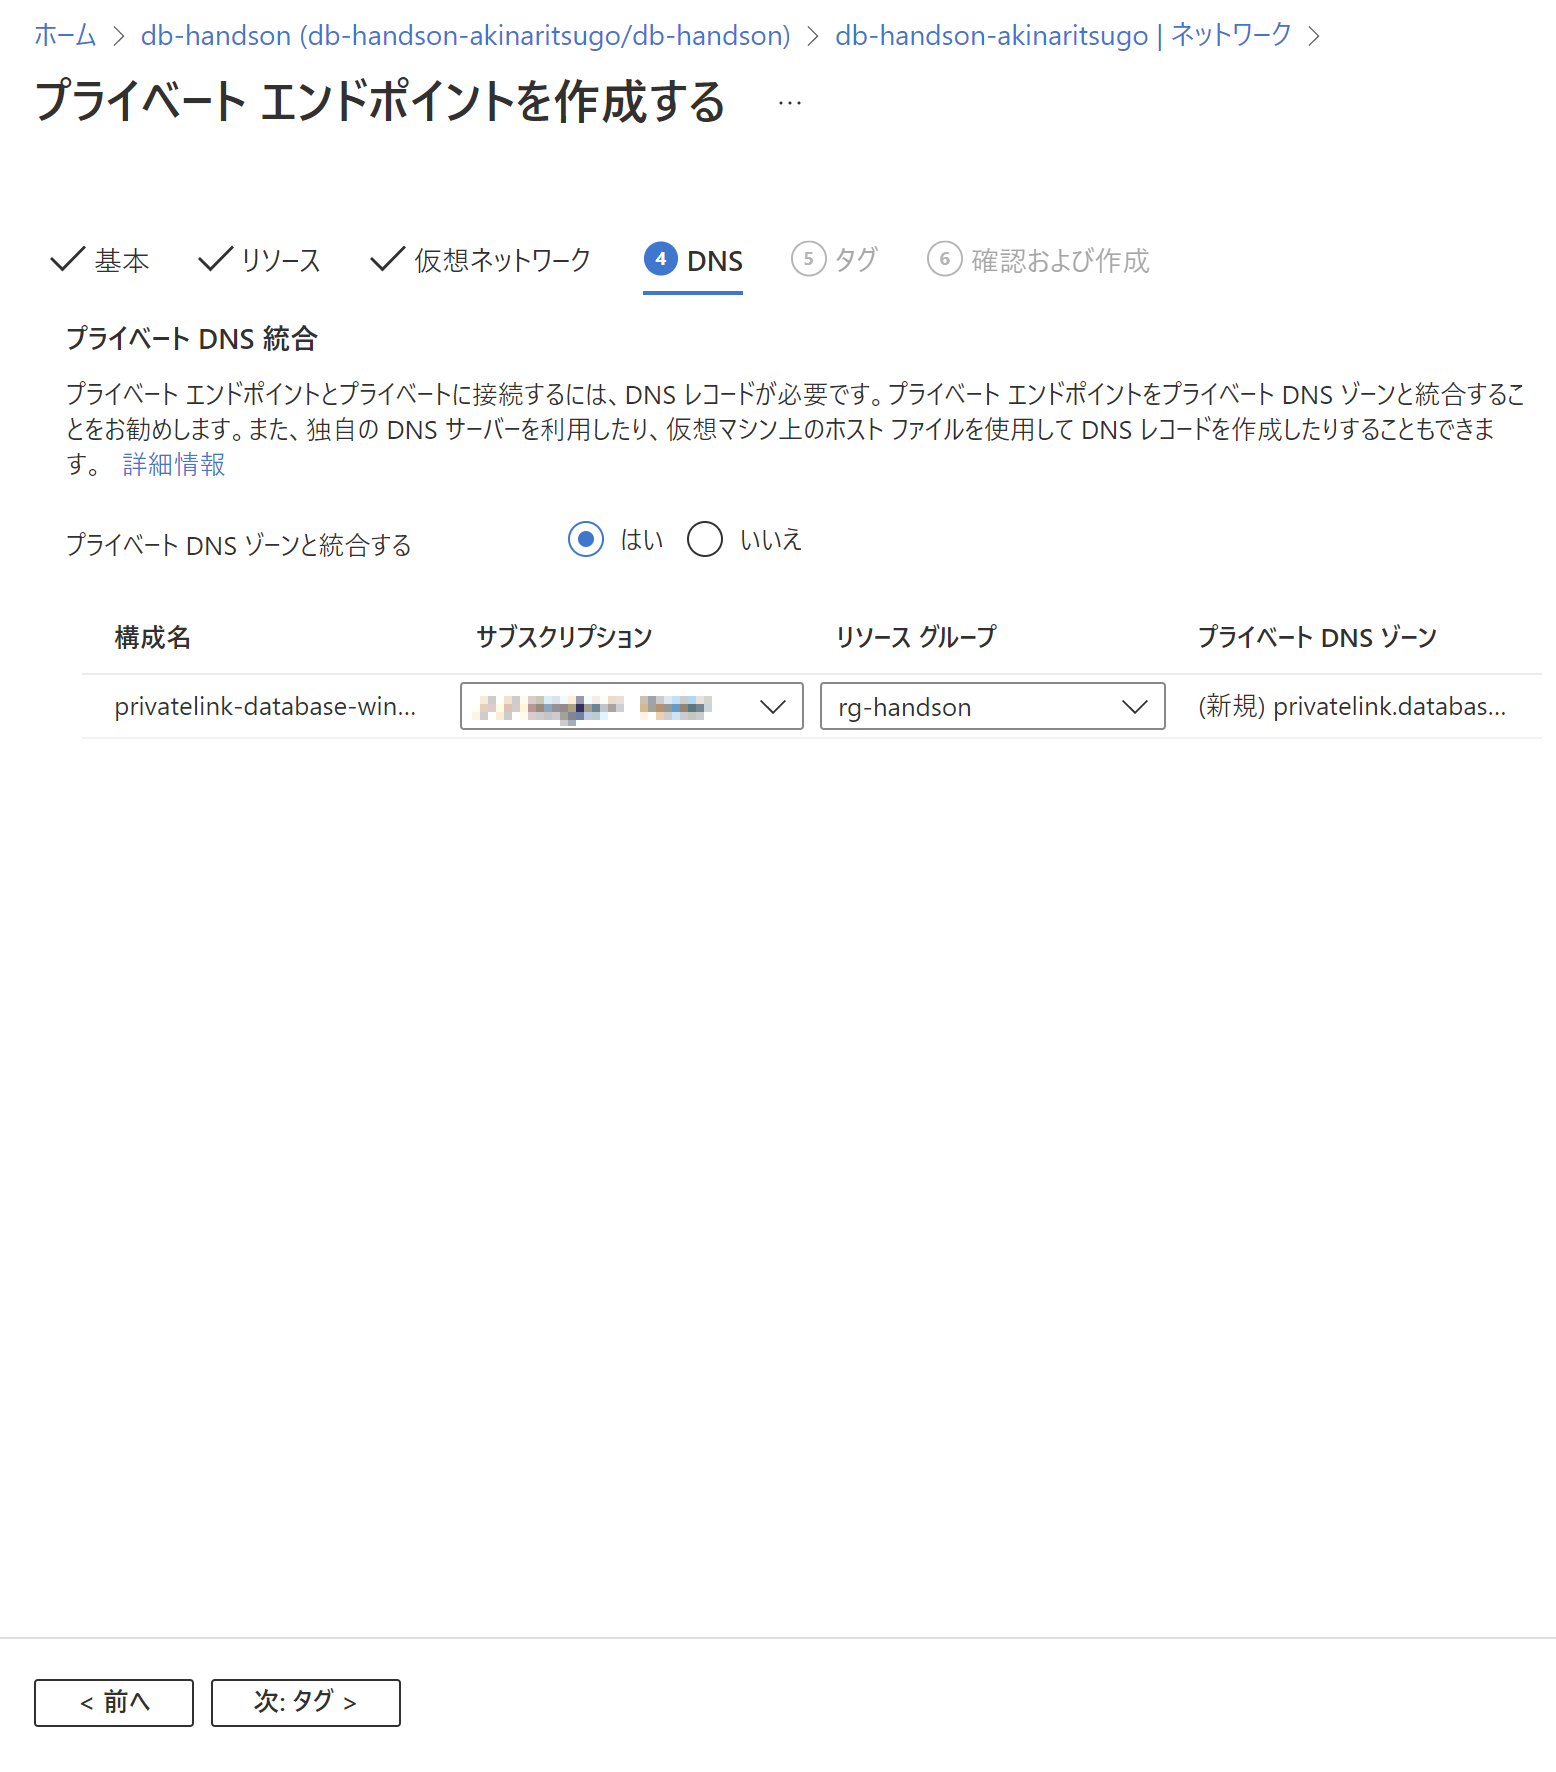 ホーム > db-handson (db-handson-akinaritsugo/db-handson) > db-handson-akinaritsugo | ネットワーク >
プライベート エンドポイントを作成する ...
基本 リソース 仮想ネットワーク 4 DNS 5 タグ 6 確認および作成
プライベート DNS 統合
プライベート エンドポイントとプライベートに接続するには、DNS レコードが必要です。プライベート エンドポイントをプライベート DNS ゾーンと統合するこ
とをお勧めします。また、独自の DNS サーバーを利用したり、仮想マシン上のホスト ファイルを使用して DNS レコードを作成したりすることもできま
す。 詳細情報
プライベート DNS ゾーンと統合する はい いいえ
構成名 サブスクリプション リソース グループ プライベート DNS ゾーン
privatelink-database-win... rg-handson (新規) privatelink.databas...
< 前へ 次: タグ >